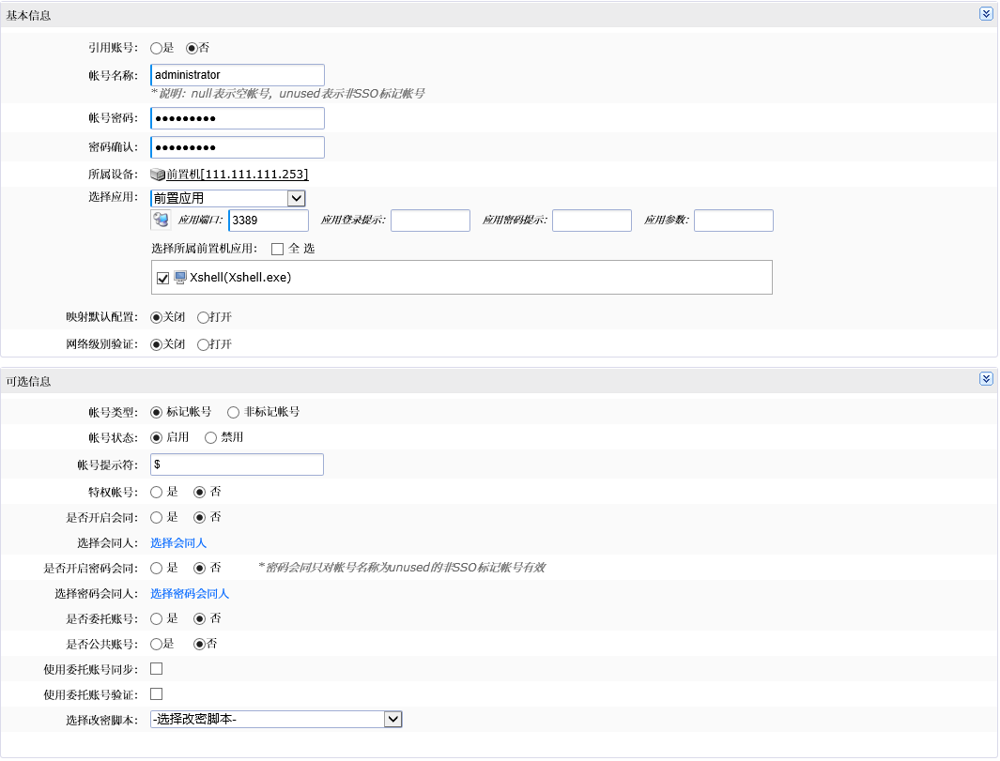 基本信息
引用账号: 是 否
帐号名称: administrator
*说明：null表示空帐号，unused表示非SSO标记帐号
帐号密码: ●●●●●●●●●
密码确认: ●●●●●●●●●
所属设备: 前置机[111.111.111.253]
选择应用: 前置应用
应用端口: 3389 应用登录提示: 应用密码提示: 应用参数:
选择所属前置机应用: 全 选
Xshell(Xshell.exe)
映射默认配置: 关闭 打开
网络级别验证: 关闭 打开
可选信息
帐号类型: 标记帐号 非标记帐号
帐号状态: 启用 禁用
帐号提示符: $
特权帐号: 是 否
是否开启会同: 是 否
选择会同人: 选择会同人
是否开启密码会同: 是 否 *密码会同只对帐号名称为unused的非SSO标记帐号有效
选择密码会同人: 选择密码会同人
是否委托账号: 是 否
是否公共账号: 是 否
使用委托账号同步:
使用委托账号验证:
选择改密脚本: -选择改密脚本-